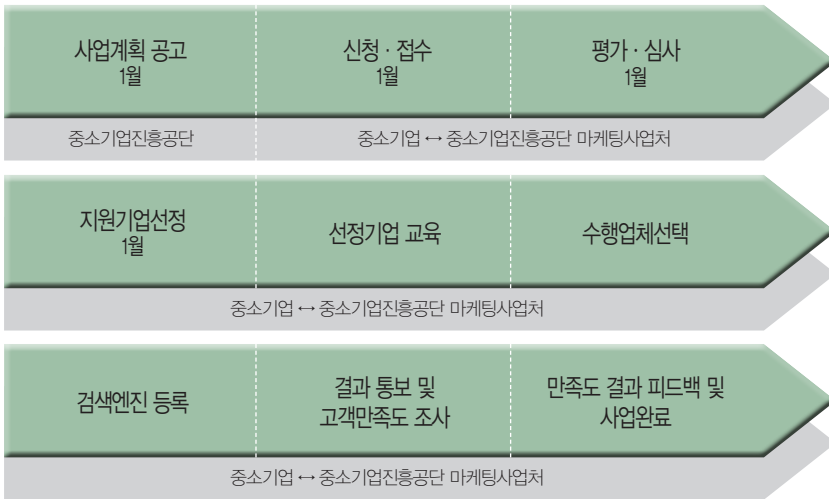 사업계획 공고
1월
신청 · 접수
1월
평가 · 심사
1월
중소기업진흥공단
중소기업 ↔ 중소기업진흥공단 마케팅사업처
지원기업선정
1월
선정기업 교육
수행업체선택
중소기업 ↔ 중소기업진흥공단 마케팅사업처
검색엔진 등록
결과 통보 및
고객만족도 조사
만족도 결과 피드백 및
사업완료
중소기업 ↔ 중소기업진흥공단 마케팅사업처